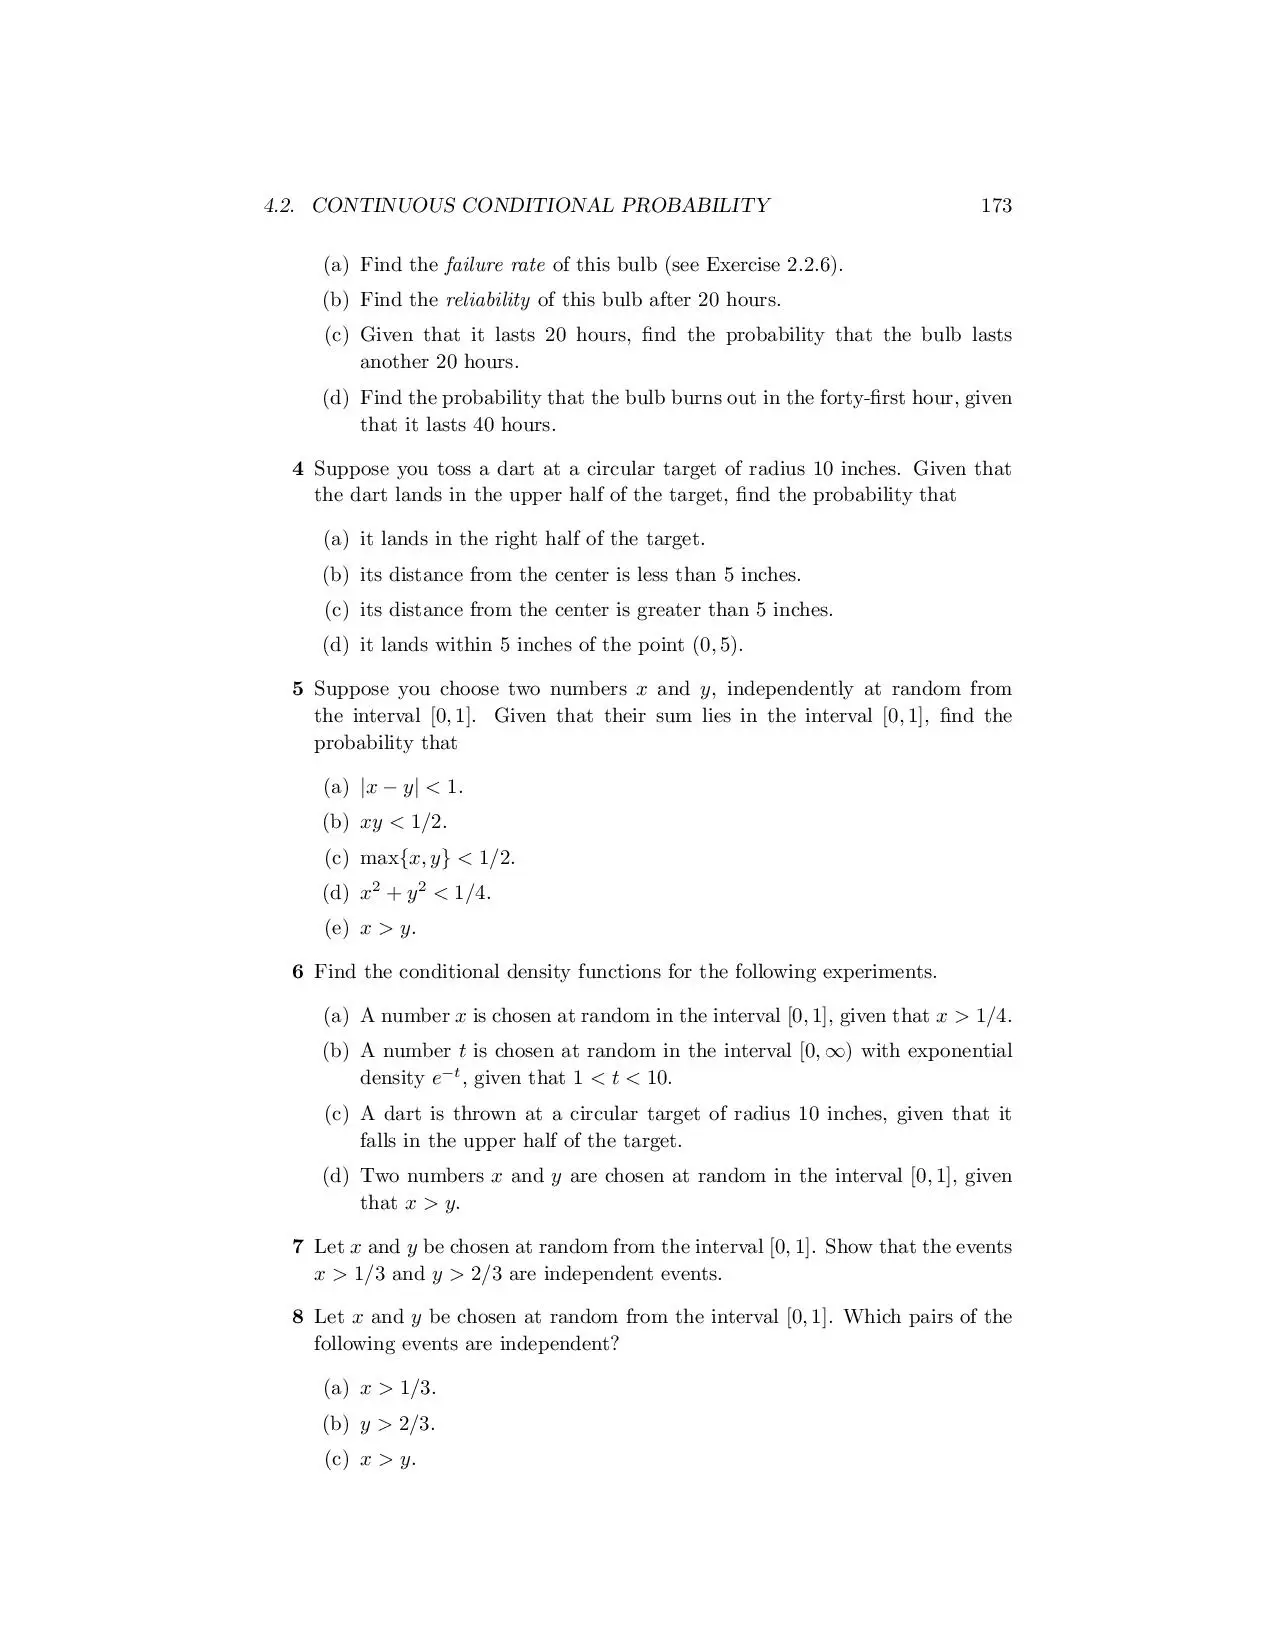 4.2. CONTINUOUS CONDITIONAL PROBABILITY 173
(a) Find the failure rate of this bulb (see Exercise 2.2.6).
(b) Find the reliability of this bulb after 20 hours.
(c) Given that it lasts 20 hours, find the probability that the bulb lasts
another 20 hours.
(d) Find the probability that the bulb burns out in the forty-first hour, given
that it lasts 40 hours.
4 Suppose you toss a dart at a circular target of radius 10 inches. Given that
the dart lands in the upper half of the target, find the probability that
(a) it lands in the right half of the target.
(b) its distance from the center is less than 5 inches.
(c) its distance from the center is greater than 5 inches.
(d) it lands within 5 inches of the point (0, 5).
5 Suppose you choose two numbers x and y, independently at random from
the interval [0, 1]. Given that their sum lies in the interval [0, 1], find the
probability that
(a) |x − y| < 1.
(b) xy < 1/2.
(c) max{x, y} < 1/2.
(d) x² + y² < 1/4.
(e) x > y.
6 Find the conditional density functions for the following experiments.
(a) A number x is chosen at random in the interval [0, 1], given that x > 1/4.
(b) A number t is chosen at random in the interval [0, ∞) with exponential
density e⁻ᵗ, given that 1 < t < 10.
(c) A dart is thrown at a circular target of radius 10 inches, given that it
falls in the upper half of the target.
(d) Two numbers x and y are chosen at random in the interval [0, 1], given
that x > y.
7 Let x and y be chosen at random from the interval [0, 1]. Show that the events
x > 1/3 and y > 2/3 are independent events.
8 Let x and y be chosen at random from the interval [0, 1]. Which pairs of the
following events are independent?
(a) x > 1/3.
(b) y > 2/3.
(c) x > y.